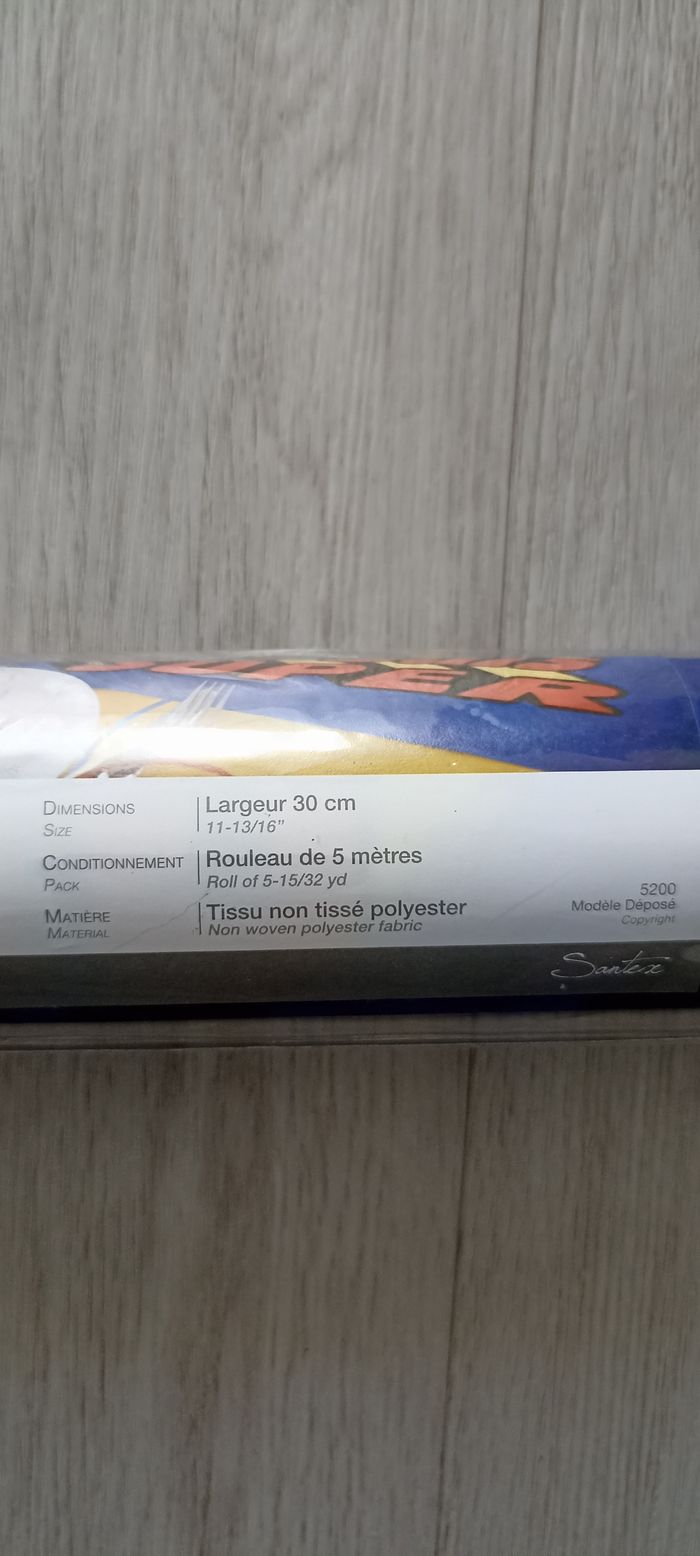 SUPER
DIMENSIONS
SIZE
Largeur 30 cm
11-13/16”
CONDITIONNEMENT
PACK
Rouleau de 5 mètres
Roll of 5-15/32 yd
MATIÈRE
MATERIAL
Tissu non tissé polyester
Non woven polyester fabric
5200
Modèle Déposé
Copyright
Santex